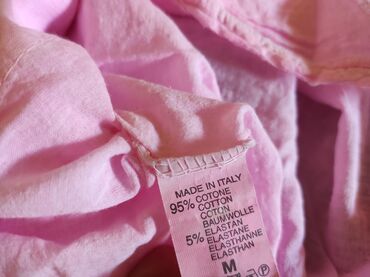 MADE IN ITALY
95% COTONE
COTTON
COTON
BAUMWOLLE
5% ELASTAN
ELASTANE
ELASTHANNE
ELASTHAN
M